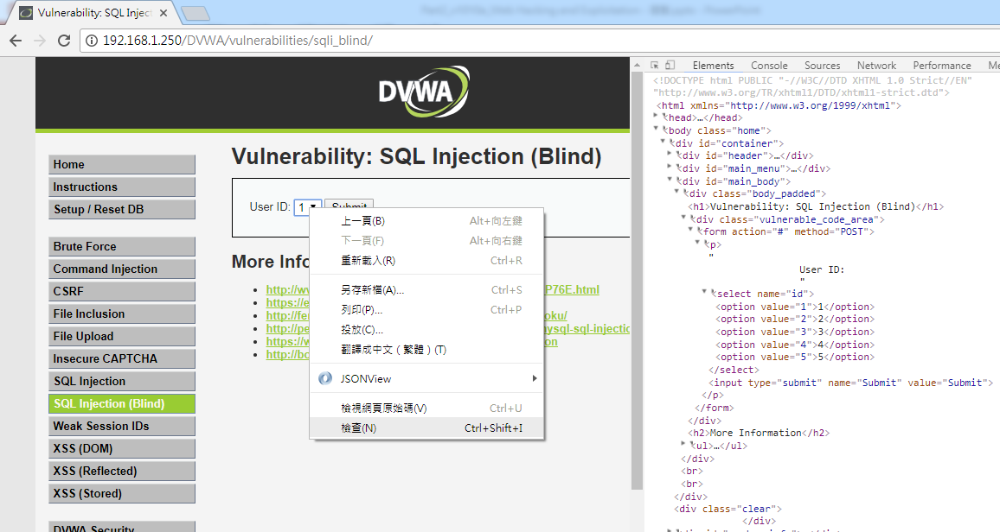 Vulnerability: SQL Inject
192.168.1.250/DVWA/vulnerabilities/sqli_blind/
DVWA
Home
Instructions
Setup / Reset DB
Brute Force
Command Injection
CSRF
File Inclusion
File Upload
Insecure CAPTCHA
SQL Injection
SQL Injection (Blind)
Weak Session IDs
XSS (DOM)
XSS (Reflected)
XSS (Stored)
DVWA Security
Vulnerability: SQL Injection (Blind)
User ID: 1 Submit
More Info
http://w P76E.html
https://e
http://fer oku/
http://pe ysql-sql-injectio
https://w on
http://bo
上一頁(B) Alt+向左鍵
下一頁(F) Alt+向右鍵
重新載入(R) Ctrl+R
另存新檔(A)... Ctrl+S
列印(P)... Ctrl+P
投放(C)...
翻譯成中文（繁體）(T)
JSONView
檢視網頁原始碼(V) Ctrl+U
檢查(N) Ctrl+Shift+I
Elements Console Sources Network Performance Me
<!DOCTYPE html PUBLIC "-//W3C//DTD XHTML 1.0 Strict//EN"
"http://www.w3.org/TR/xhtml1/DTD/xhtml1-strict.dtd">
<html xmlns="http://www.w3.org/1999/xhtml">
<head>…</head>
<body class="home">
<div id="container">
<div id="header">…</div>
<div id="main_menu">…</div>
<div id="main_body">
<div class="body_padded">
<h1>Vulnerability: SQL Injection (Blind)</h1>
<div class="vulnerable_code_area">
<form action="#" method="POST">
<p>
"
User ID:
"
<select name="id">
<option value="1">1</option>
<option value="2">2</option>
<option value="3">3</option>
<option value="4">4</option>
<option value="5">5</option>
</select>
<input type="submit" name="Submit" value="Submit">
</p>
</form>
</div>
<h2>More Information</h2>
<ul>…</ul>
</div>
<br>
<br>
</div>
<div class="clear">
</div>